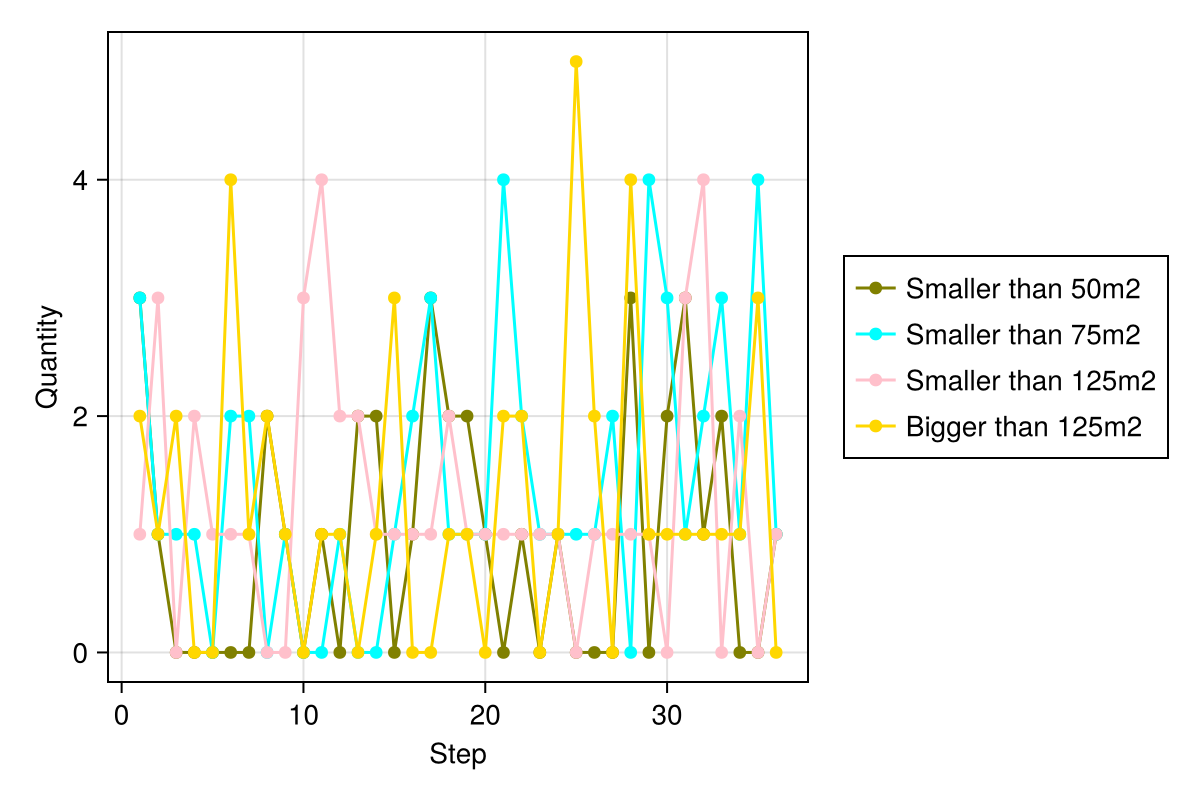 4
2
0
Quantity
0
10
20
30
Step
Smaller than 50m2
Smaller than 75m2
Smaller than 125m2
Bigger than 125m2